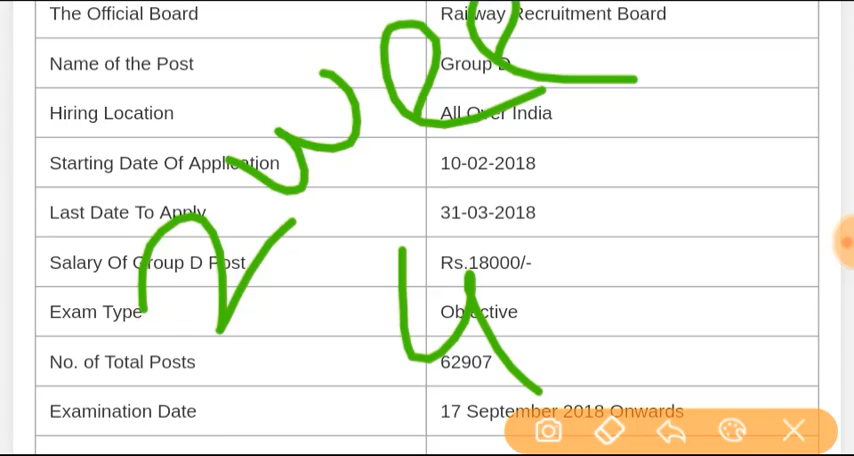 The Official Board Railway Recruitment Board
Name of the Post Group D
Hiring Location All Over India
Starting Date Of Application 10-02-2018
Last Date To Apply 31-03-2018
Salary Of Group D Post Rs.18000/-
Exam Type Objective
No. of Total Posts 62907
Examination Date 17 September 2018 Onwards